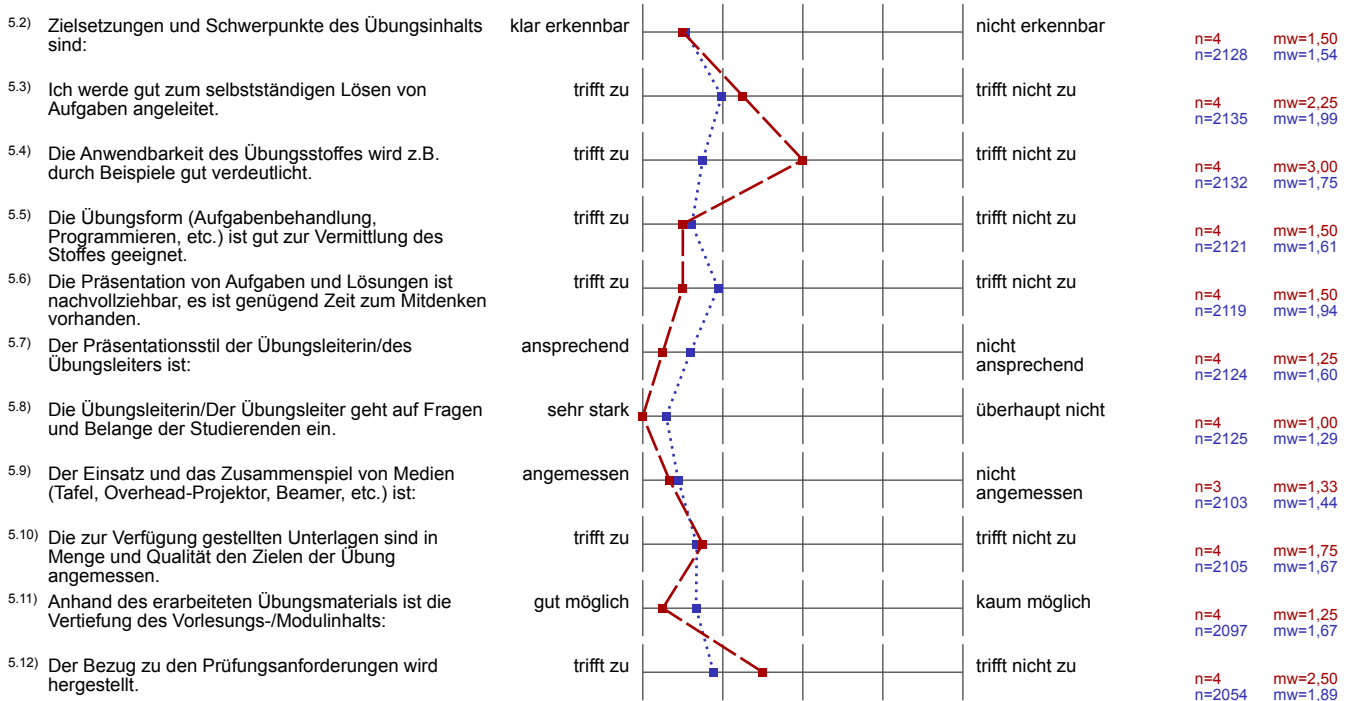 5.2) Zielsetzungen und Schwerpunkte des Übungsinhalts
sind:
klar erkennbar
nicht erkennbar
n=4 mw=1,50
n=2128 mw=1,54
5.3) Ich werde gut zum selbstständigen Lösen von
Aufgaben angeleitet.
trifft zu
trifft nicht zu
n=4 mw=2,25
n=2135 mw=1,99
5.4) Die Anwendbarkeit des Übungsstoffes wird z.B.
durch Beispiele gut verdeutlicht.
trifft zu
trifft nicht zu
n=4 mw=3,00
n=2132 mw=1,75
5.5) Die Übungsform (Aufgabenbehandlung,
Programmieren, etc.) ist gut zur Vermittlung des
Stoffes geeignet.
trifft zu
trifft nicht zu
n=4 mw=1,50
n=2121 mw=1,61
5.6) Die Präsentation von Aufgaben und Lösungen ist
nachvollziehbar, es ist genügend Zeit zum Mitdenken
vorhanden.
trifft zu
trifft nicht zu
n=4 mw=1,50
n=2119 mw=1,94
5.7) Der Präsentationsstil der Übungsleiterin/des
Übungsleiters ist:
ansprechend
nicht
ansprechend
n=4 mw=1,25
n=2124 mw=1,60
5.8) Die Übungsleiterin/Der Übungsleiter geht auf Fragen
und Belange der Studierenden ein.
sehr stark
überhaupt nicht
n=4 mw=1,00
n=2125 mw=1,29
5.9) Der Einsatz und das Zusammenspiel von Medien
(Tafel, Overhead-Projektor, Beamer, etc.) ist:
angemessen
nicht
angemessen
n=3 mw=1,33
n=2103 mw=1,44
5.10) Die zur Verfügung gestellten Unterlagen sind in
Menge und Qualität den Zielen der Übung
angemessen.
trifft zu
trifft nicht zu
n=4 mw=1,75
n=2105 mw=1,67
5.11) Anhand des erarbeiteten Übungsmaterials ist die
Vertiefung des Vorlesungs-/Modulinhalts:
gut möglich
kaum möglich
n=4 mw=1,25
n=2097 mw=1,67
5.12) Der Bezug zu den Prüfungsanforderungen wird
hergestellt.
trifft zu
trifft nicht zu
n=4 mw=2,50
n=2054 mw=1,89